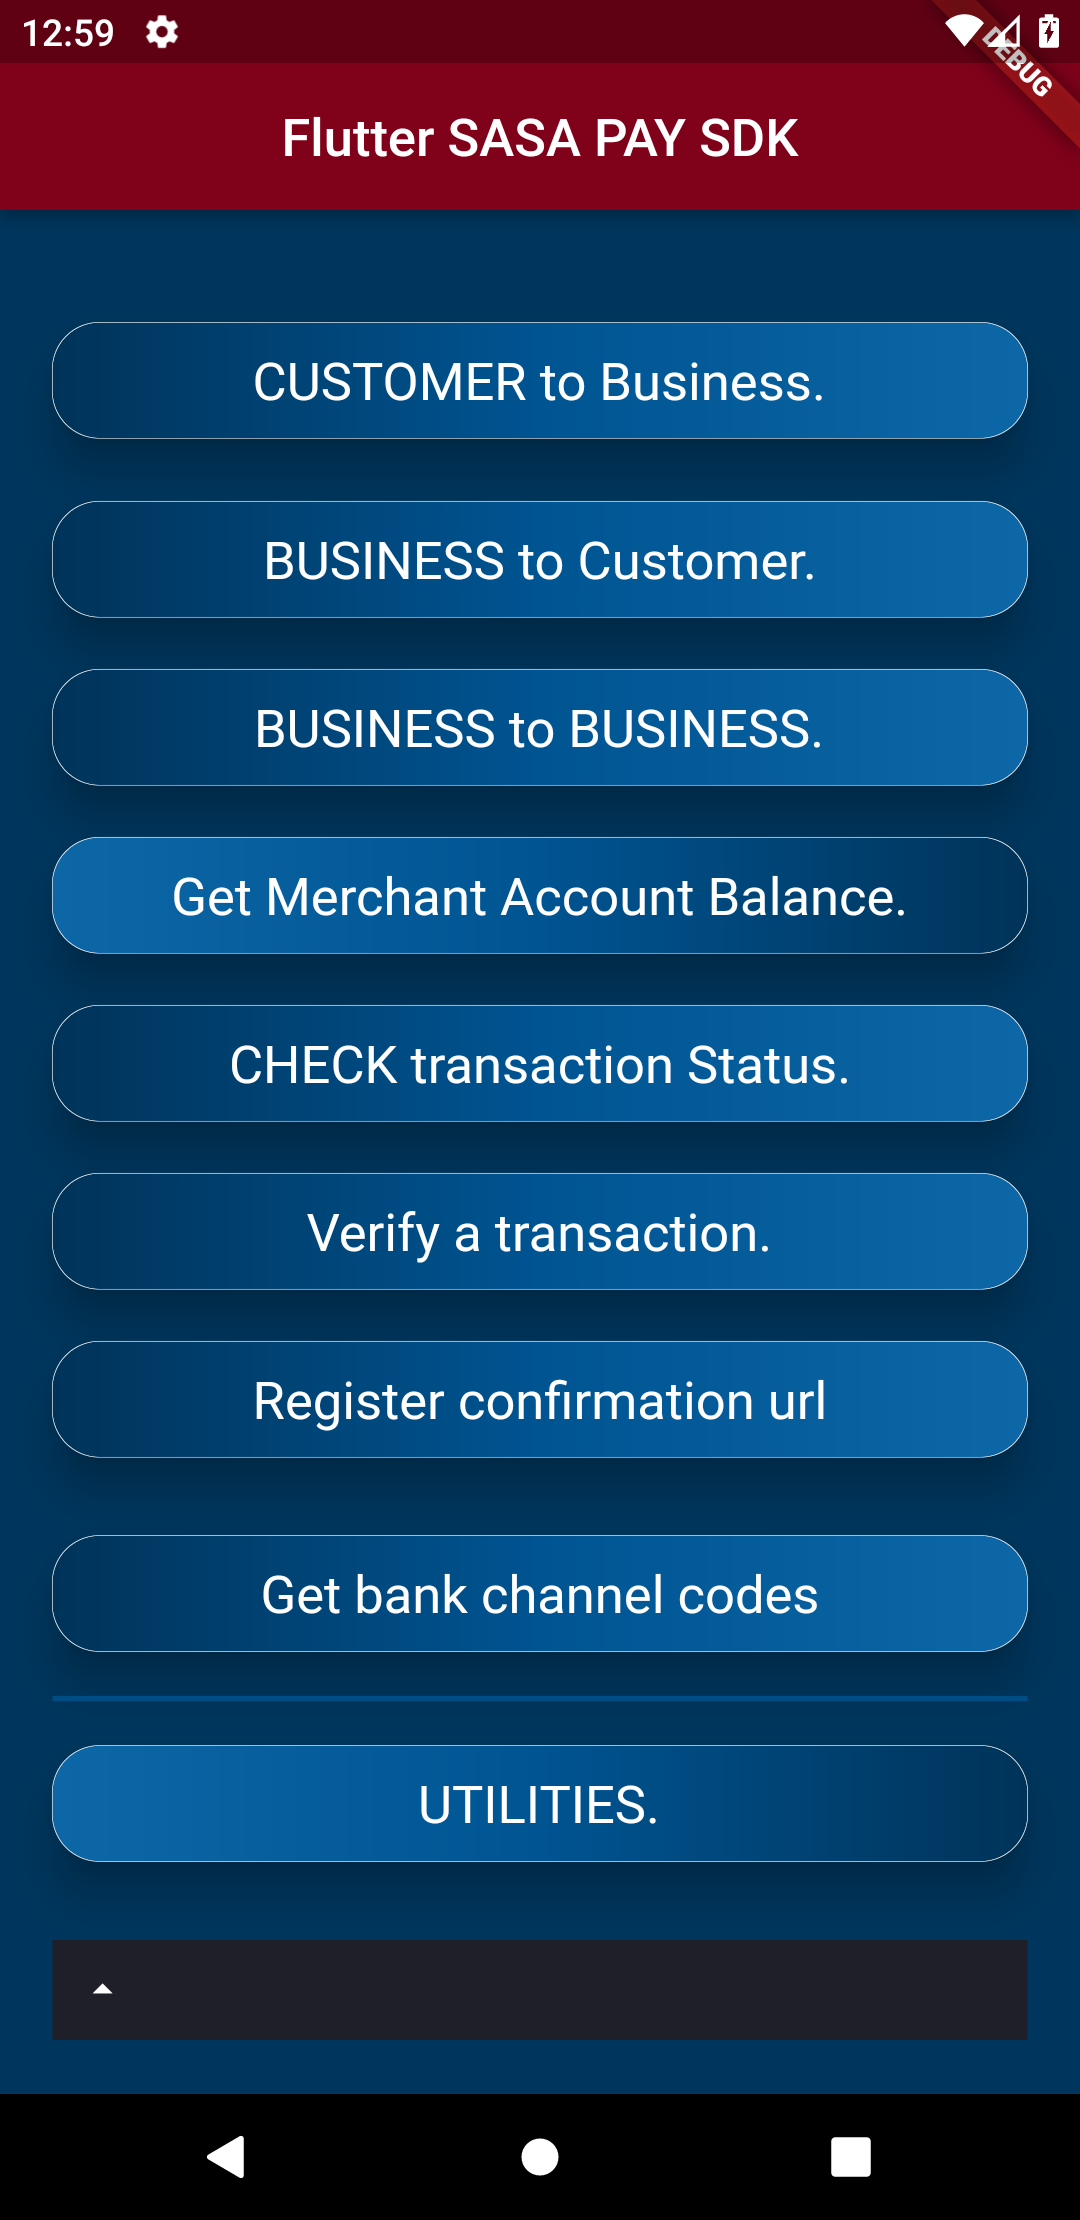 12:59
DEBUG
Flutter SASA PAY SDK
CUSTOMER to Business.
BUSINESS to Customer.
BUSINESS to BUSINESS.
Get Merchant Account Balance.
CHECK transaction Status.
Verify a transaction.
Register confirmation url
Get bank channel codes
UTILITIES.